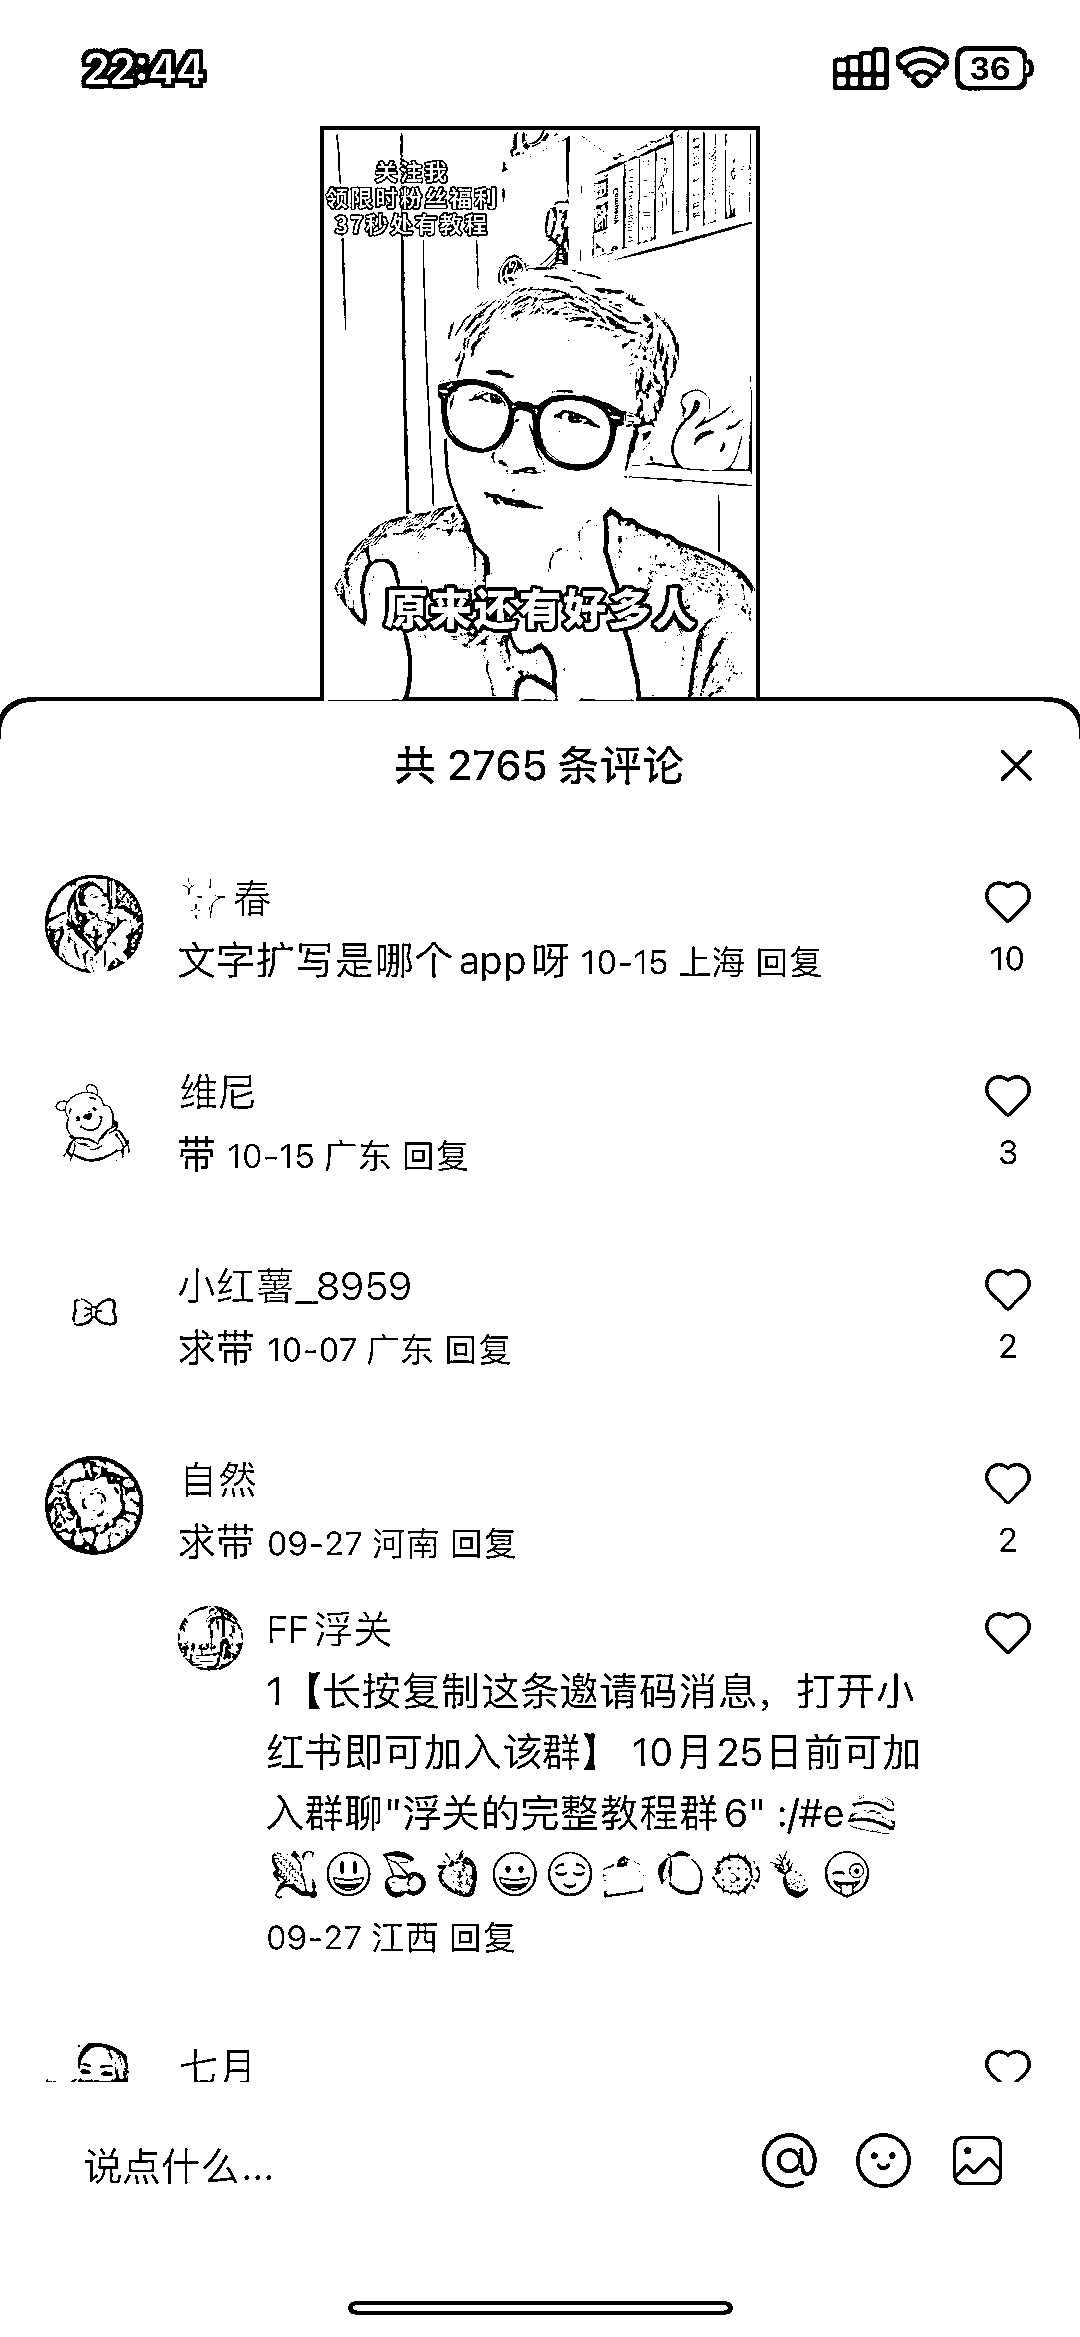 22:44
36
关注我
领限时粉丝福利
37秒处有教程
原来还有好多人
共 2765 条评论
春
文字扩写是哪个app呀 10-15 上海 回复
10
维尼
带 10-15 广东 回复
3
小红薯_8959
求带 10-07 广东 回复
2
自然
求带 09-27 河南 回复
2
FF浮关
1【长按复制这条邀请码消息，打开小
红书即可加入该群】 10月25日前可加
入群聊"浮关的完整教程群6" :/#e🥓
🌽😃🍒🍓😀😌🍰🍋🌞🍍🤪
09-27 江西 回复
七月
说点什么...